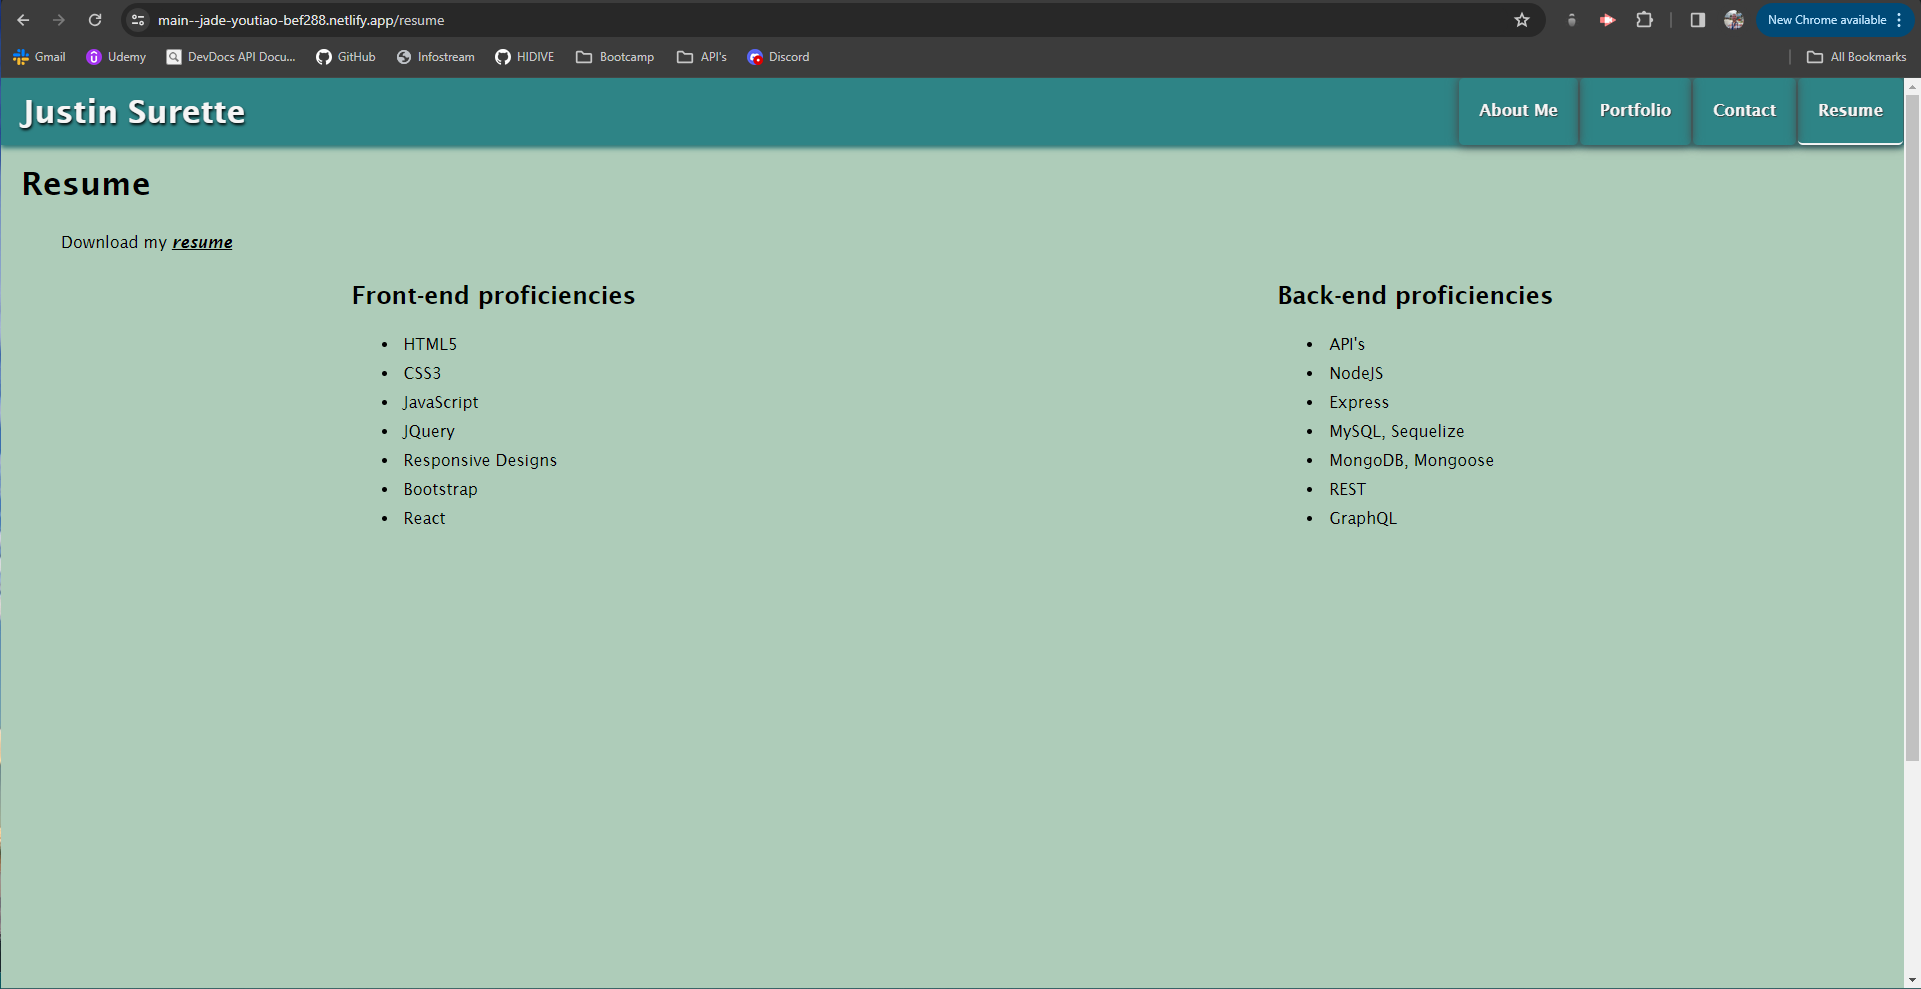 main--jade-youtiao-bef288.netlify.app/resume
New Chrome available
Gmail Udemy DevDocs API Docu... GitHub Infostream HIDIVE Bootcamp API's Discord All Bookmarks
Justin Surette About Me Portfolio Contact Resume
Resume
Download my resume
Front-end proficiencies
• HTML5
• CSS3
• JavaScript
• JQuery
• Responsive Designs
• Bootstrap
• React
Back-end proficiencies
• API's
• NodeJS
• Express
• MySQL, Sequelize
• MongoDB, Mongoose
• REST
• GraphQL